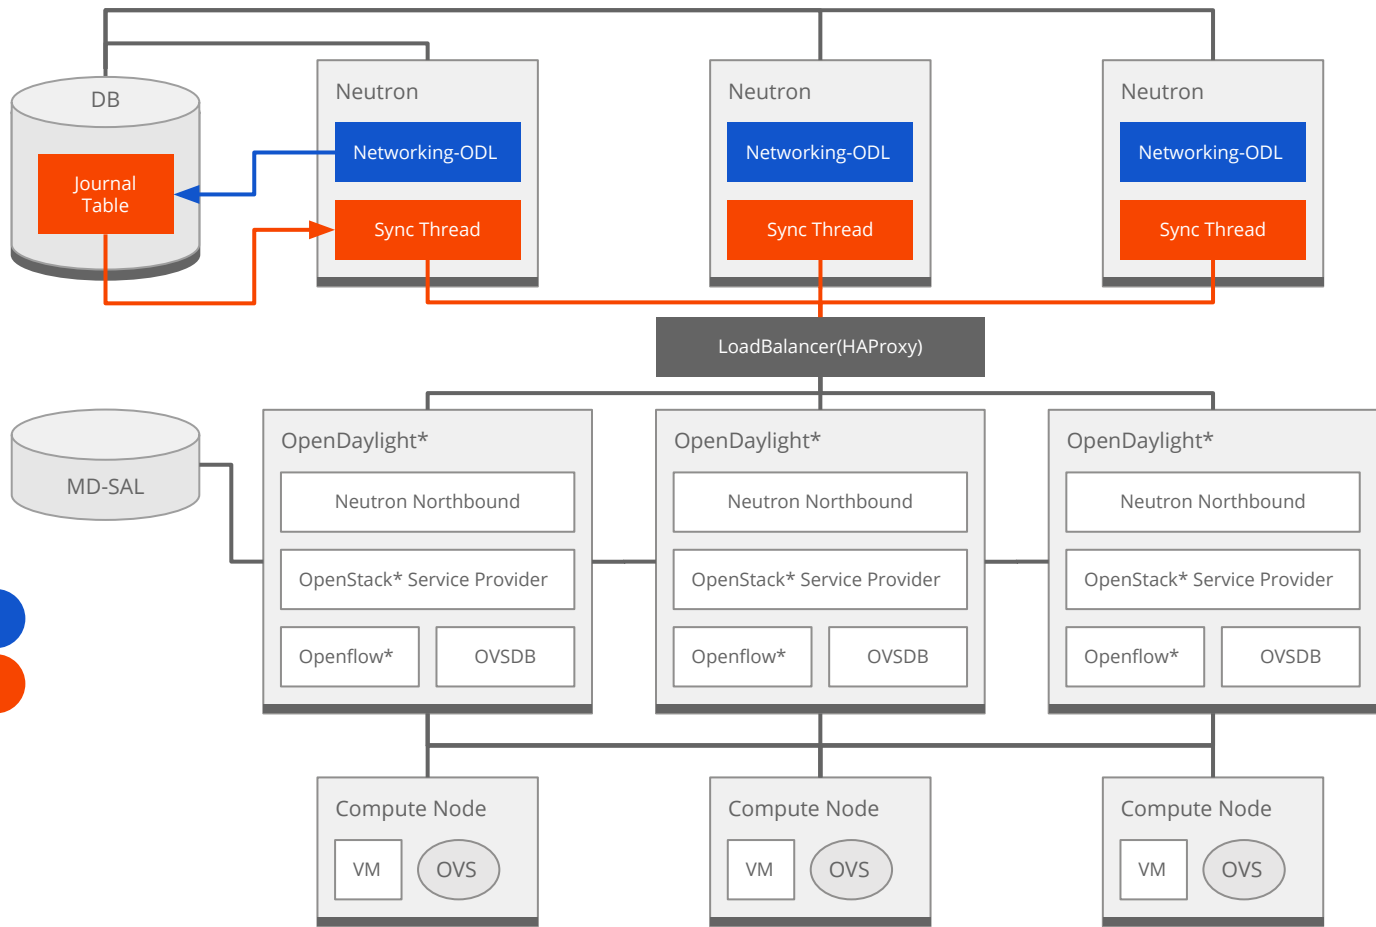 DB
Journal
Table
Neutron
Networking-ODL
Sync Thread
Neutron
Networking-ODL
Sync Thread
Neutron
Networking-ODL
Sync Thread
LoadBalancer(HAProxy)
MD-SAL
OpenDaylight*
Neutron Northbound
OpenStack* Service Provider
Openflow*
OVSDB
OpenDaylight*
Neutron Northbound
OpenStack* Service Provider
Openflow*
OVSDB
OpenDaylight*
Neutron Northbound
OpenStack* Service Provider
Openflow*
OVSDB
Compute Node
VM
OVS
Compute Node
VM
OVS
Compute Node
VM
OVS